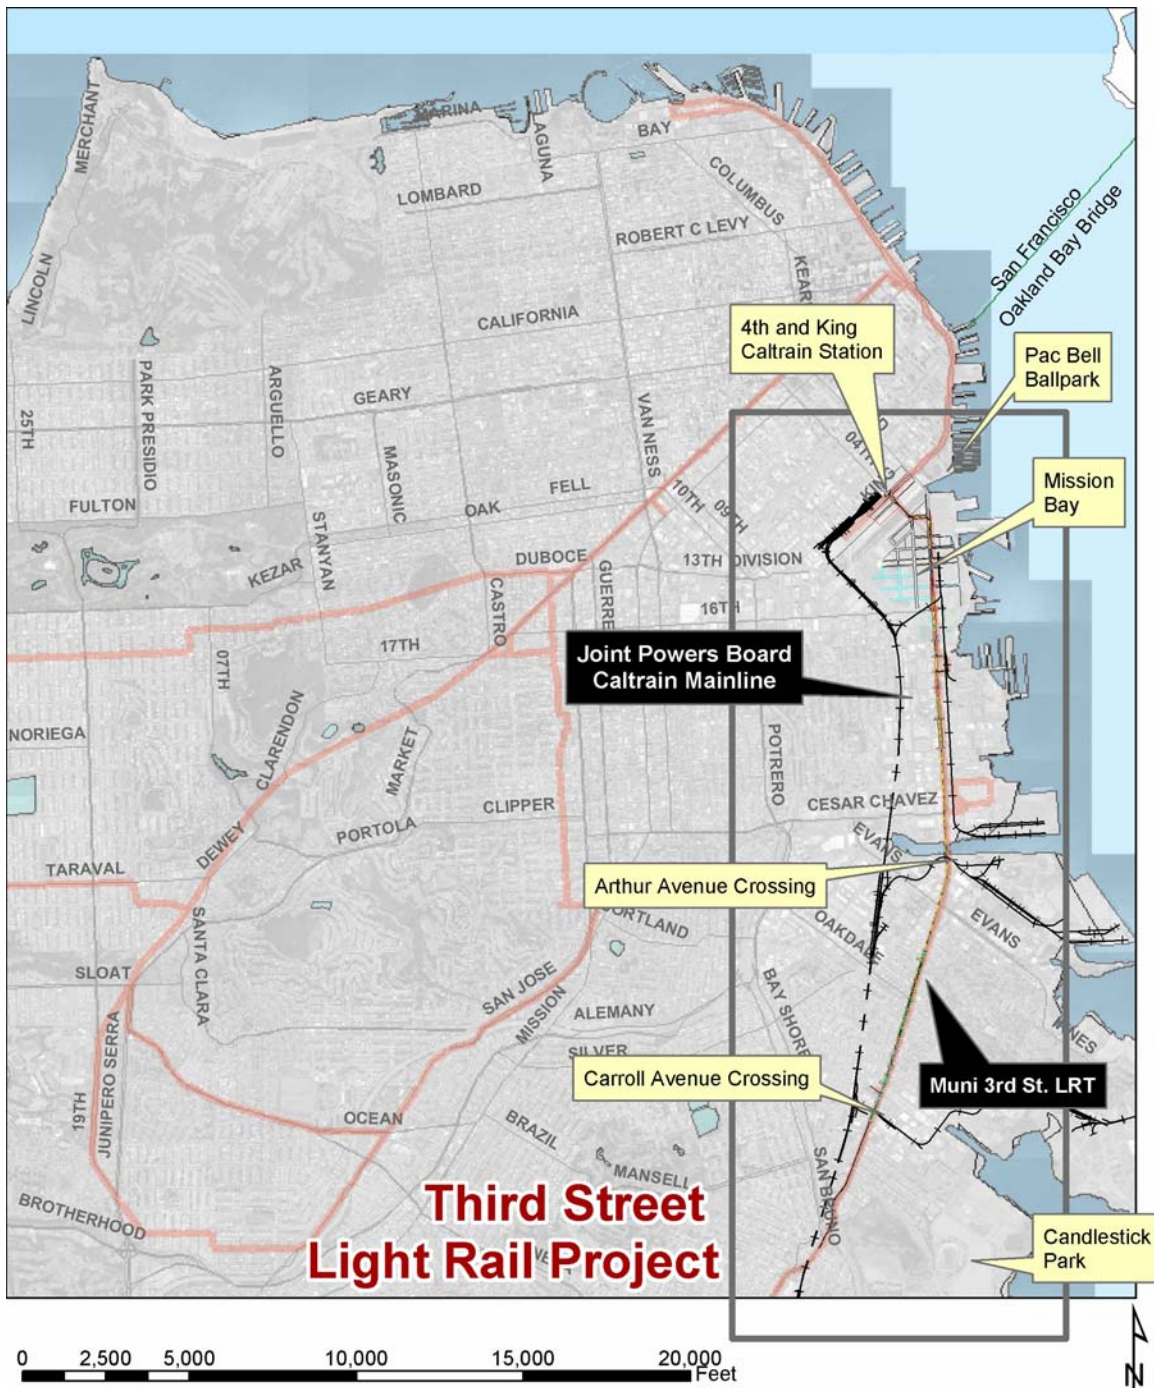 MERCHANT
MARINA
BAY
AGUNA
LOMBARD
COLUMBUS
ROBERT C LEVY
San Francisco
Oakland Bay Bridge
LINCOLN
KEAR
CALIFORNIA
4th and King
Caltrain Station
Pac Bell
Ballpark
PARK PRESIDIO
ARGUELLO
GEARY
25TH
MASONIC
VAN NESS
04TH
KING
Mission
Bay
FELL
OAK
10TH
09TH
FULTON
STANYAN
KEZAR
DUBOCE
13TH
DIVISION
GUERRE
CASTRO
16TH
17TH
07TH
Joint Powers Board
Caltrain Mainline
NORIEGA
CLARENDON
MARKET
POTRERO
CLIPPER
CESAR CHAVEZ
PORTOLA
DEWEY
EVANS
TARAVAL
Arthur Avenue Crossing
SANTA CLARA
ORTLAND
OAKDALE
EVANS
SLOAT
SAN JOSE
MISSION
ALEMANY
BAY SHORE
NNES
SILVER
JUNIPERO SERRA
19TH
Carroll Avenue Crossing
Muni 3rd St. LRT
OCEAN
BRAZIL
MANSELL
SAN BRUNO
BROTHERHOOD
Third Street
Light Rail Project
Candlestick
Park
0 2,500 5,000 10,000 15,000 20,000
Feet
N